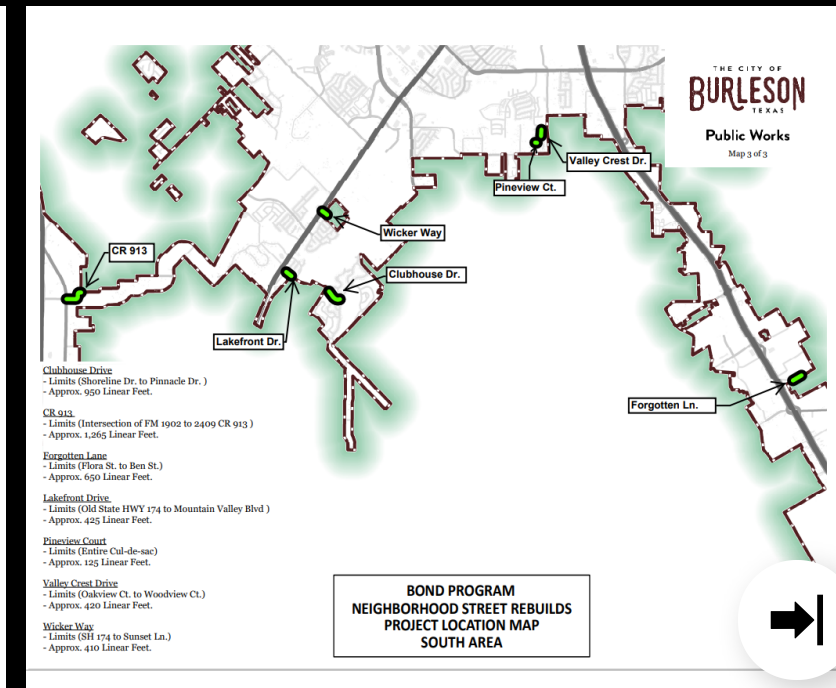 THE CITY OF
BURLESON
TEXAS
Public Works
Map 3 of 3
Valley Crest Dr.
Pineview Ct.
Wicker Way
CR 913
Clubhouse Dr.
Lakefront Dr.
Forgotten Ln.
Clubhouse Drive
- Limits (Shoreline Dr. to Pinnacle Dr. )
- Approx. 950 Linear Feet.
CR 913
- Limits (Intersection of FM 1902 to 2409 CR 913 )
- Approx. 1,265 Linear Feet.
Forgotten Lane
- Limits (Flora St. to Ben St.)
- Approx. 650 Linear Feet.
Lakefront Drive
- Limits (Old State HWY 174 to Mountain Valley Blvd )
- Approx. 425 Linear Feet.
Pineview Court
- Limits (Entire Cul-de-sac)
- Approx. 125 Linear Feet.
Valley Crest Drive
- Limits (Oakview Ct. to Woodview Ct.)
- Approx. 420 Linear Feet.
Wicker Way
- Limits (SH 174 to Sunset Ln.)
- Approx. 410 Linear Feet.
BOND PROGRAM
NEIGHBORHOOD STREET REBUILDS
PROJECT LOCATION MAP
SOUTH AREA